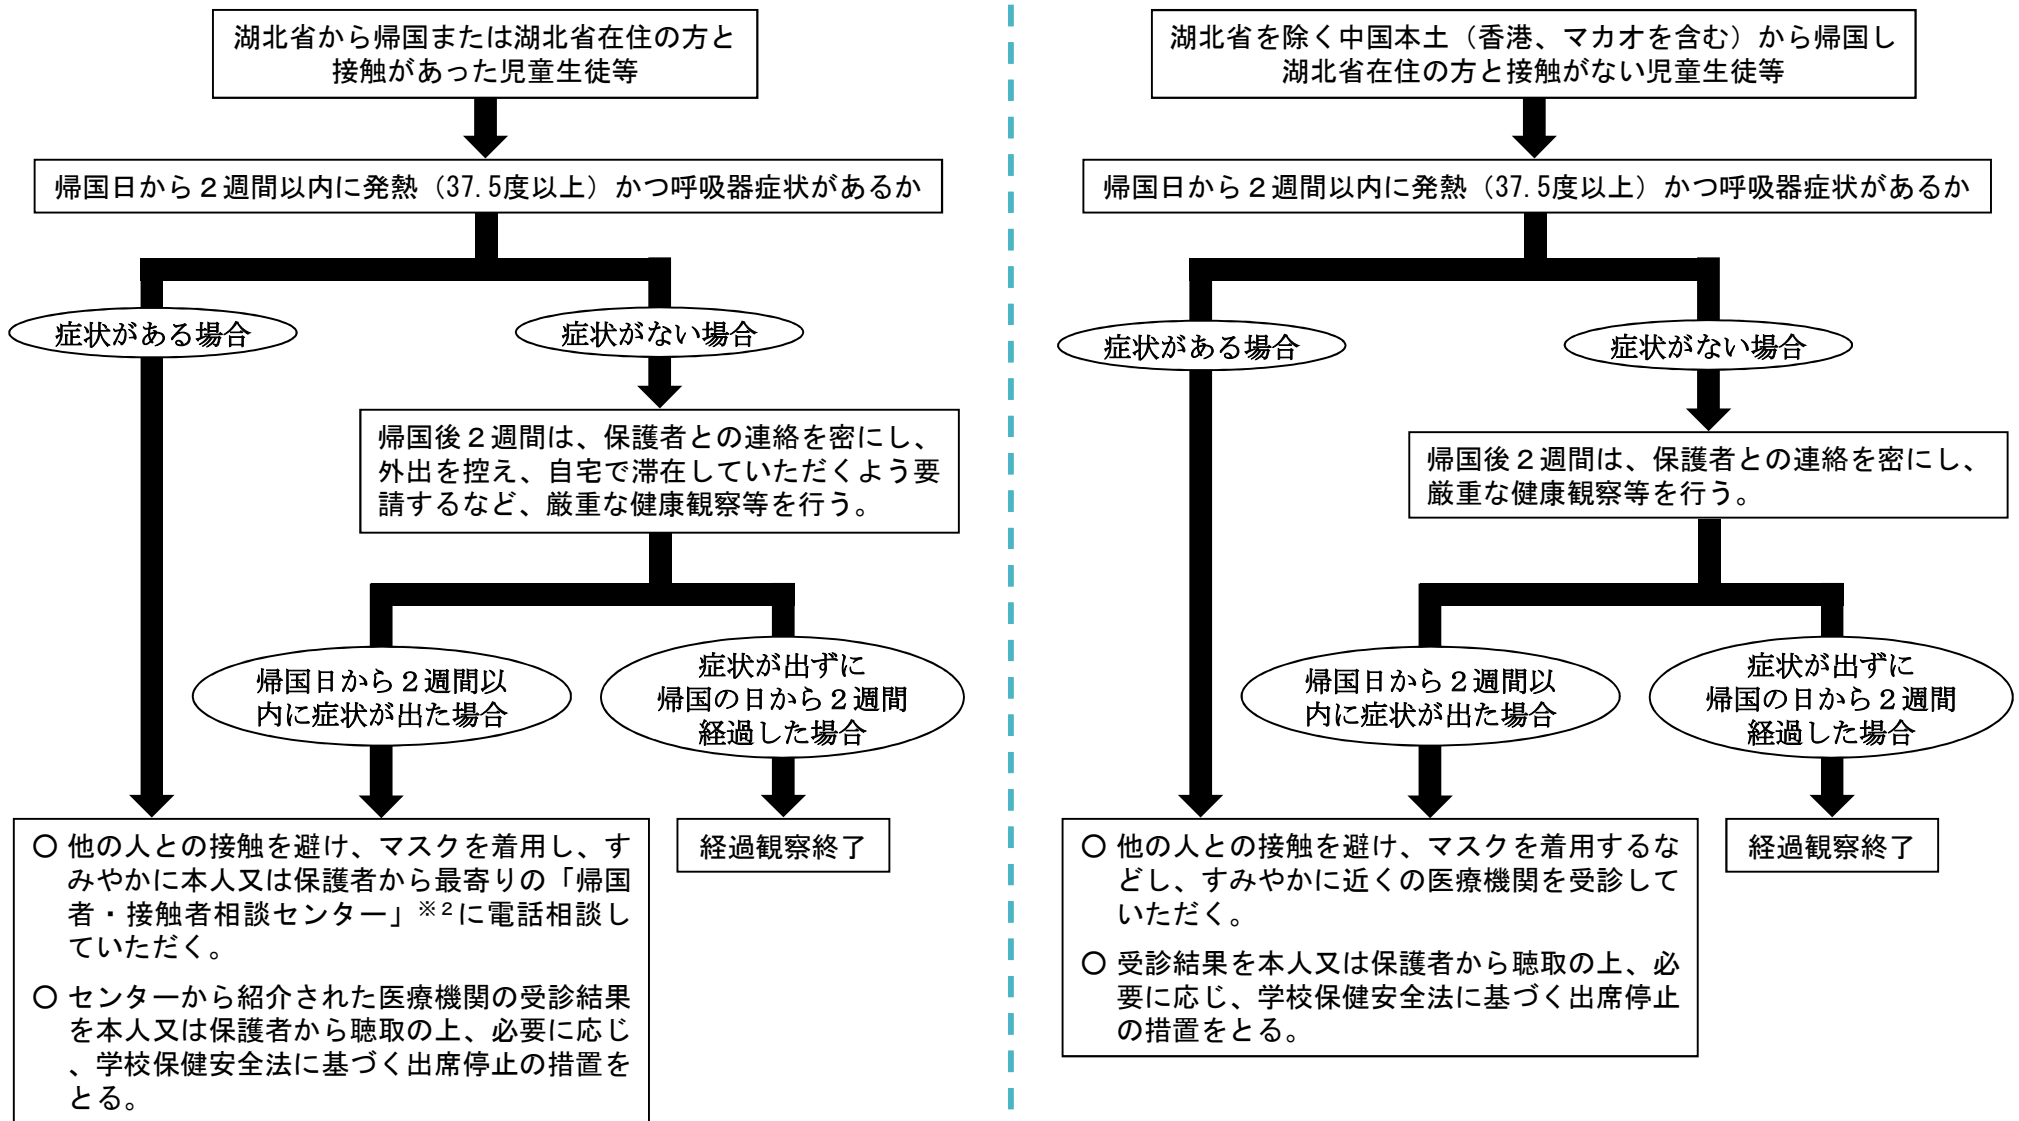 湖北省から帰国または湖北省在住の方と
接触があった児童生徒等
帰国日から２週間以内に発熱（37.5度以上）かつ呼吸器症状があるか
症状がある場合
症状がない場合
帰国後２週間は、保護者との連絡を密にし、
外出を控え、自宅で滞在していただくよう要
請するなど、厳重な健康観察等を行う。
帰国日から２週間以
内に症状が出た場合
症状が出ずに
帰国の日から２週間
経過した場合
○ 他の人との接触を避け、マスクを着用し、す
みやかに本人又は保護者から最寄りの「帰国
者・接触者相談センター」※２に電話相談し
ていただく。
○ センターから紹介された医療機関の受診結果
を本人又は保護者から聴取の上、必要に応じ
、学校保健安全法に基づく出席停止の措置を
とる。
経過観察終了
湖北省を除く中国本土（香港、マカオを含む）から帰国し
湖北省在住の方と接触がない児童生徒等
帰国日から２週間以内に発熱（37.5度以上）かつ呼吸器症状があるか
症状がある場合
症状がない場合
帰国後２週間は、保護者との連絡を密にし、
厳重な健康観察等を行う。
帰国日から２週間以
内に症状が出た場合
症状が出ずに
帰国の日から２週間
経過した場合
○ 他の人との接触を避け、マスクを着用するな
どし、すみやかに近くの医療機関を受診して
いただく。
○ 受診結果を本人又は保護者から聴取の上、必
要に応じ、学校保健安全法に基づく出席停止
の措置をとる。
経過観察終了